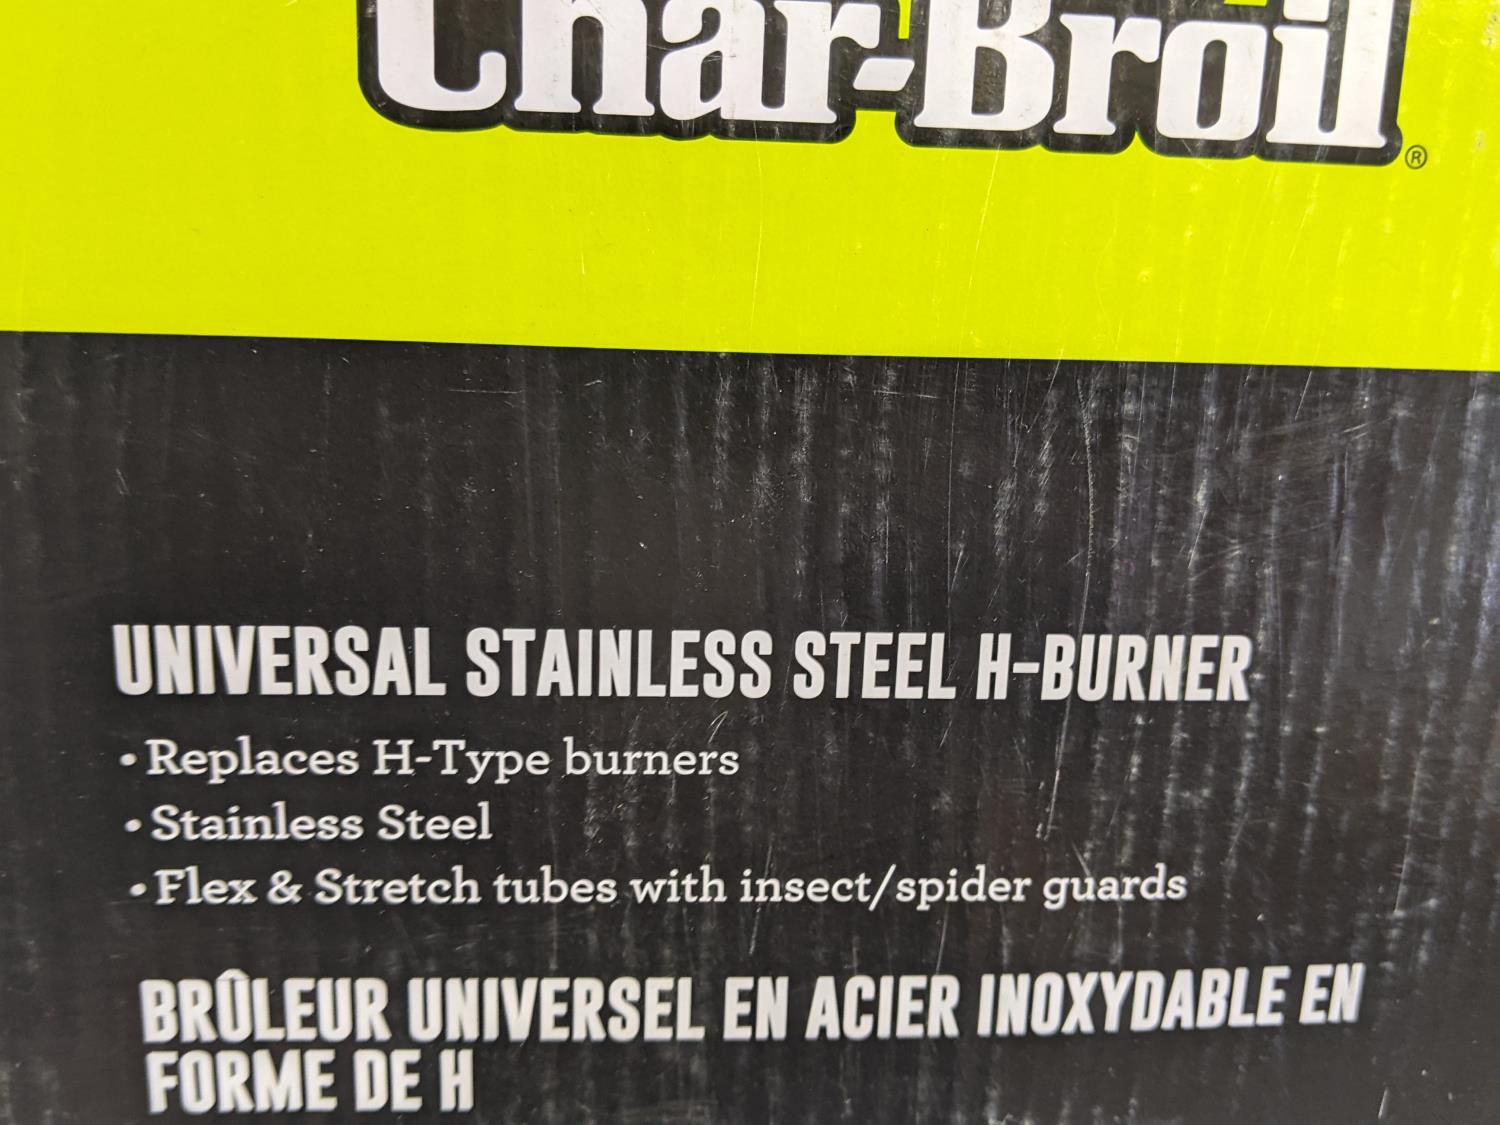 Char-Broil®
UNIVERSAL STAINLESS STEEL H-BURNER
• Replaces H-Type burners
• Stainless Steel
• Flex & Stretch tubes with insect/spider guards
BRÛLEUR UNIVERSEL EN ACIER INOXYDABLE EN
FORME DE H